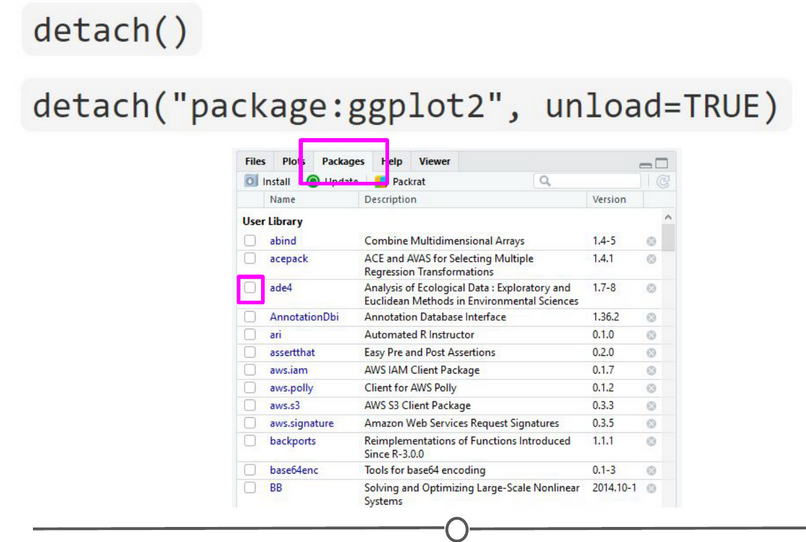 detach()
detach("package:ggplot2", unload=TRUE)
Files Plots Packages Help Viewer
Install Update Packrat
Name Description Version
User Library
abind Combine Multidimensional Arrays 1.4-5
acepack ACE and AVAS for Selecting Multiple 1.4.1
Regression Transformations
ade4 Analysis of Ecological Data : Exploratory and 1.7-8
Euclidean Methods in Environmental Sciences
AnnotationDbi Annotation Database Interface 1.36.2
ari Automated R Instructor 0.1.0
assertthat Easy Pre and Post Assertions 0.2.0
aws.iam AWS IAM Client Package 0.1.7
aws.polly Client for AWS Polly 0.1.2
aws.s3 AWS S3 Client Package 0.3.3
aws.signature Amazon Web Services Request Signatures 0.3.5
backports Reimplementations of Functions Introduced 1.1.1
Since R-3.0.0
base64enc Tools for base64 encoding 0.1-3
BB Solving and Optimizing Large-Scale Nonlinear 2014.10-1
Systems